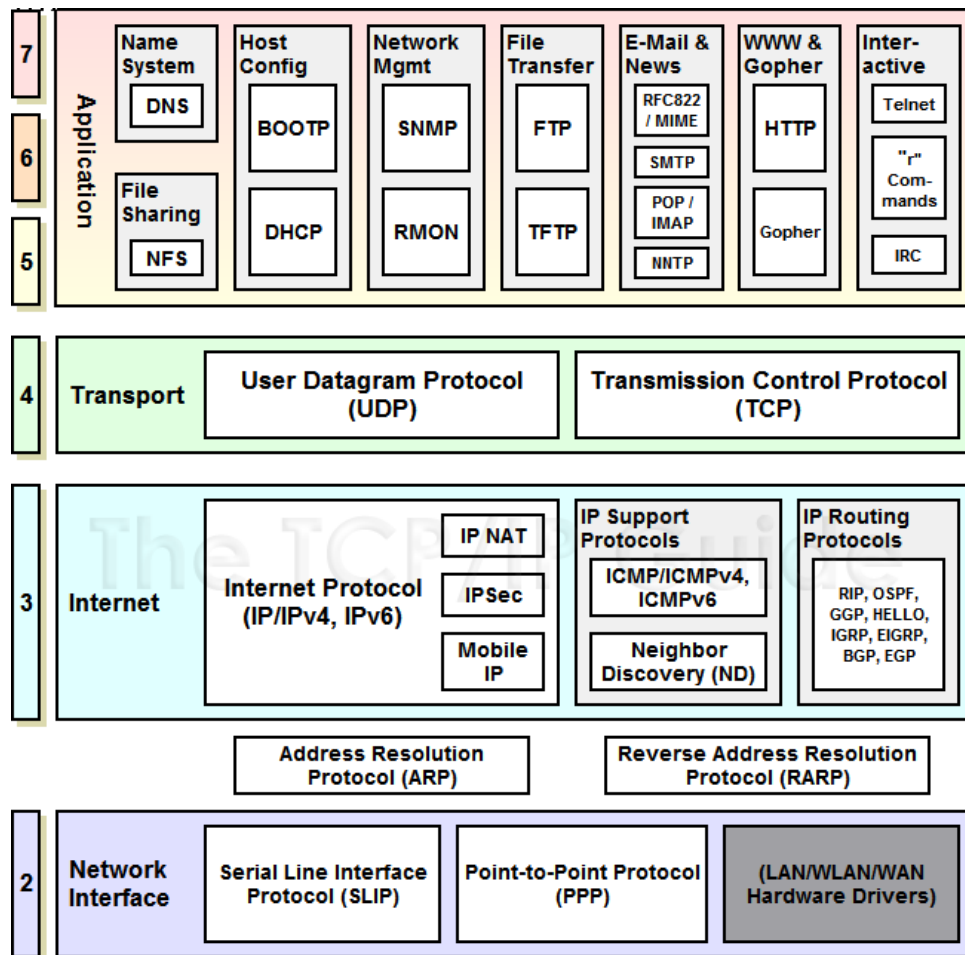 7
6
5
Application
Name
System
DNS
File
Sharing
NFS
Host
Config
BOOTP
DHCP
Network
Mgmt
SNMP
RMON
File
Transfer
FTP
TFTP
E-Mail &
News
RFC822
/ MIME
SMTP
POP /
IMAP
NNTP
WWW &
Gopher
HTTP
Gopher
Inter-
active
Telnet
"r"
Com-
mands
IRC
4
Transport
User Datagram Protocol
(UDP)
Transmission Control Protocol
(TCP)
The TCP/IP Guide
3
Internet
Internet Protocol
(IP/IPv4, IPv6)
IP NAT
IPSec
Mobile
IP
IP Support
Protocols
ICMP/ICMPv4,
ICMPv6
Neighbor
Discovery (ND)
IP Routing
Protocols
RIP, OSPF,
GGP, HELLO,
IGRP, EIGRP,
BGP, EGP
Address Resolution
Protocol (ARP)
Reverse Address Resolution
Protocol (RARP)
2
Network
Interface
Serial Line Interface
Protocol (SLIP)
Point-to-Point Protocol
(PPP)
(LAN/WLAN/WAN
Hardware Drivers)